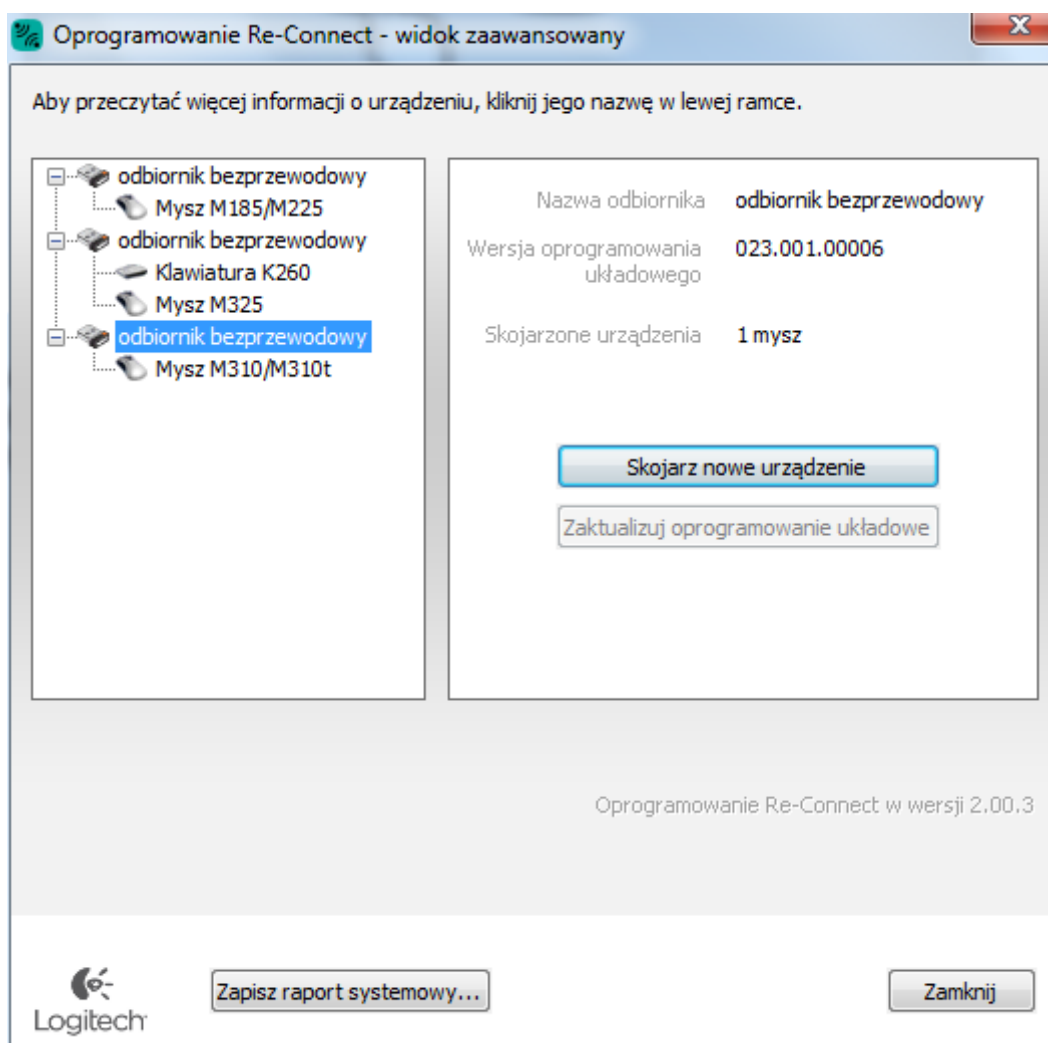 Oprogramowanie Re-Connect - widok zaawansowany
Aby przeczytać więcej informacji o urządzeniu, kliknij jego nazwę w lewej ramce.
odbiornik bezprzewodowy
Mysz M185/M225
odbiornik bezprzewodowy
Klawiatura K260
Mysz M325
odbiornik bezprzewodowy
Mysz M310/M310t
Nazwa odbiornika odbiornik bezprzewodowy
Wersja oprogramowania 023.001.00006
układowego
Skojarzone urządzenia 1 mysz
Skojarz nowe urządzenie
Zaktualizuj oprogramowanie układowe
Oprogramowanie Re-Connect w wersji 2.00.3
Logitech
Zapisz raport systemowy...
Zamknij